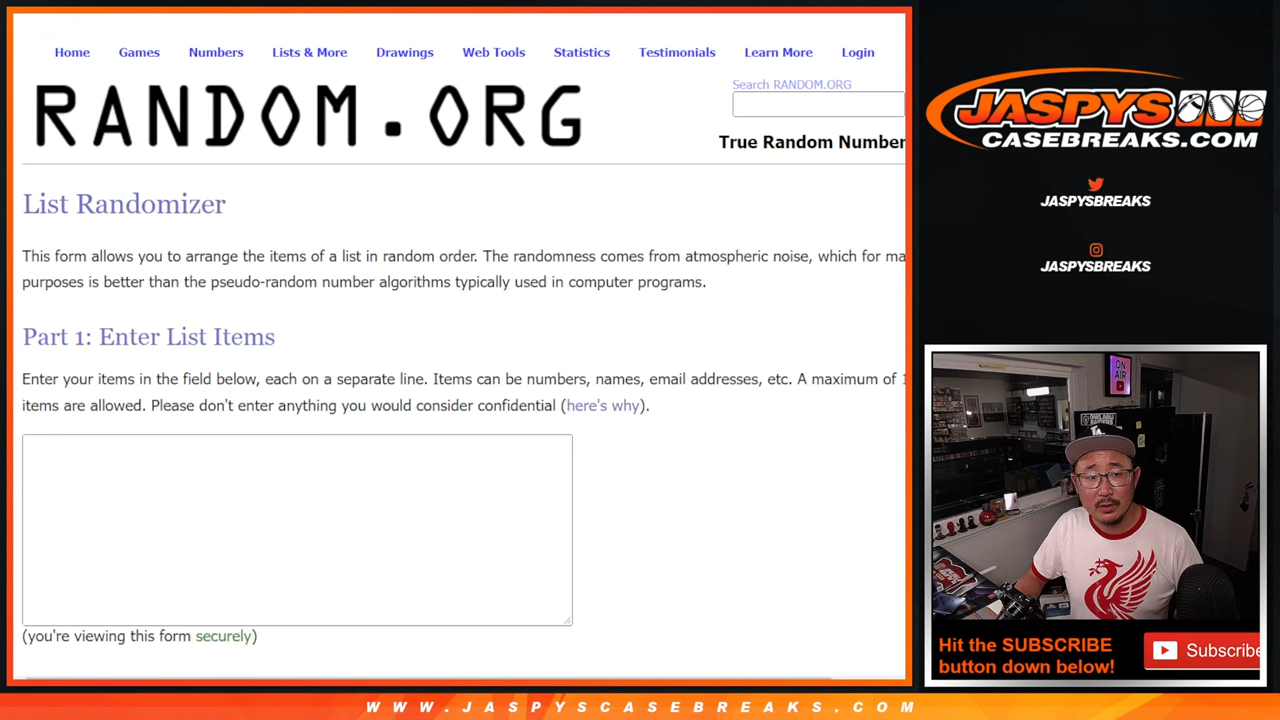 Home Games Numbers Lists & More Drawings Web Tools Statistics Testimonials Learn More Login
RANDOM.ORG
Search RANDOM.ORG
True Random Number
List Randomizer
This form allows you to arrange the items of a list in random order. The randomness comes from atmospheric noise, which for ma
purposes is better than the pseudo-random number algorithms typically used in computer programs.
Part 1: Enter List Items
Enter your items in the field below, each on a separate line. Items can be numbers, names, email addresses, etc. A maximum of 1
items are allowed. Please don't enter anything you would consider confidential (here's why).
(you're viewing this form securely)
JASPYS
CASEBREAKS.COM
JASPYSBREAKS
JASPYSBREAKS
ON
AIR
Hit the SUBSCRIBE
button down below!
Subscribe
WWW.JASPYSCASEBREAKS.COM